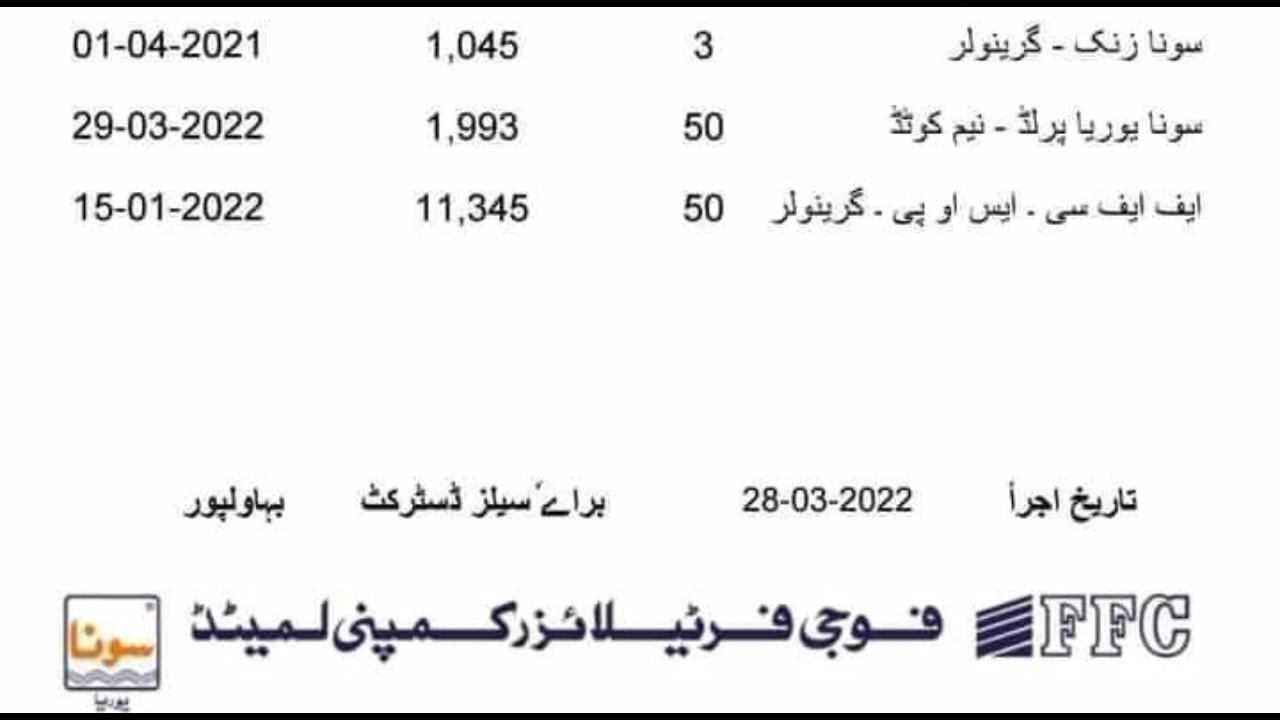 سونا زنک - گرینولر 3 1,045 01-04-2021
سونا یوریا پرلڈ - نیم کوٹڈ 50 1,993 29-03-2022
ایف ایف سی ۔ ایس او پی ۔ گرینولر 50 11,345 15-01-2022
تاریخ اجرأ 28-03-2022 برائے سیلز ڈسٹرکٹ بہاولپور
FFC فوجی فرٹیلائزر کمپنی لمیٹڈ
سونا
یوریا